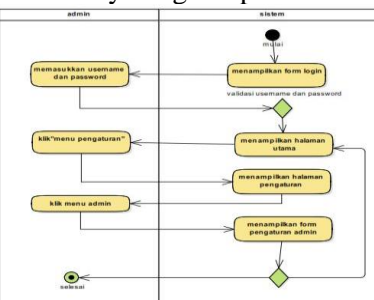 admin
sistem
mulai
menampilkan form login
memasukkan username
dan password
validasi username dan password
menampilkan halaman
utama
klik"menu pengaturan"
menampilkan halaman
pengaturan
klik menu admin
menampilkan form
pengaturan admin
selesai